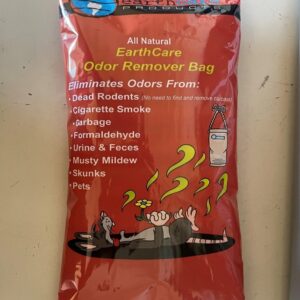 PRODUCTS
All Natural
EarthCare
Odor Remover Bag
Eliminates Odors From:
• Dead Rodents (No need to find and remove carcass)
• Cigarette Smoke
• Garbage
• Formaldehyde
• Urine & Feces
• Musty Mildew
• Skunks
• Pets